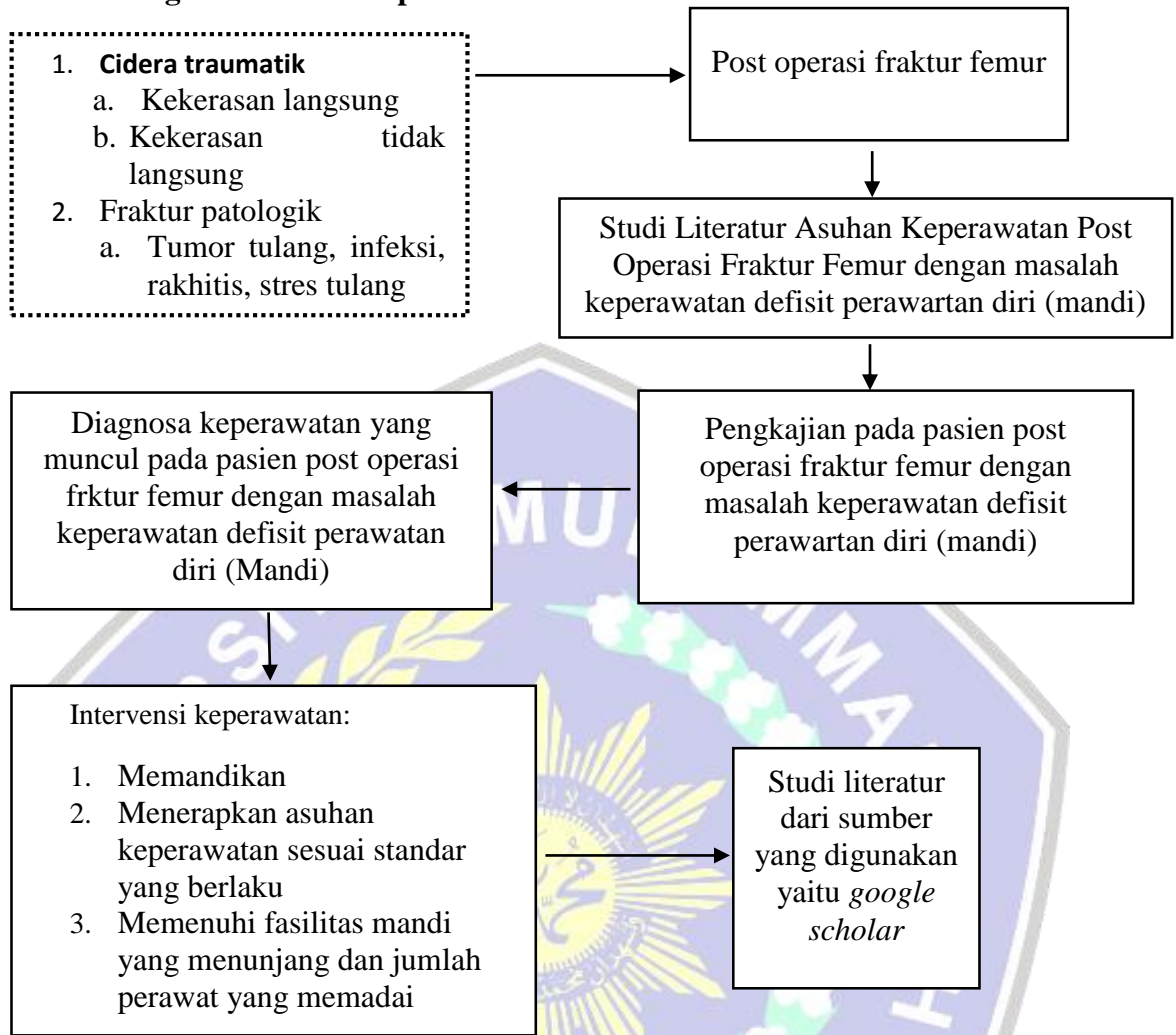 1. Cidera traumatik
a. Kekerasan langsung
b. Kekerasan tidak
langsung
2. Fraktur patologik
a. Tumor tulang, infeksi,
rakhitis, stres tulang
Post operasi fraktur femur
Studi Literatur Asuhan Keperawatan Post
Operasi Fraktur Femur dengan masalah
keperawatan defisit perawartan diri (mandi)
Pengkajian pada pasien post
operasi fraktur femur dengan
masalah keperawatan defisit
perawartan diri (mandi)
Diagnosa keperawatan yang
muncul pada pasien post operasi
frktur femur dengan masalah
keperawatan defisit perawatan
diri (Mandi)
Intervensi keperawatan:
1. Memandikan
2. Menerapkan asuhan
keperawatan sesuai standar
yang berlaku
3. Memenuhi fasilitas mandi
yang menunjang dan jumlah
perawat yang memadai
Studi literatur
dari sumber
yang digunakan
yaitu google
scholar